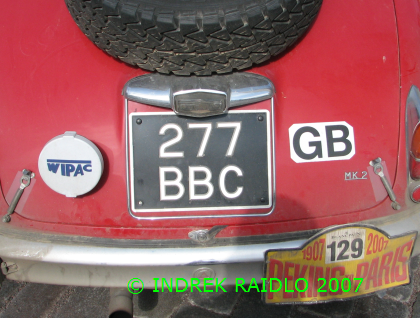 277
BBC
WIPAC
GB
MK.2
1907 129 2007
PEKING PARIS
© INDREK RAIDLO 2007